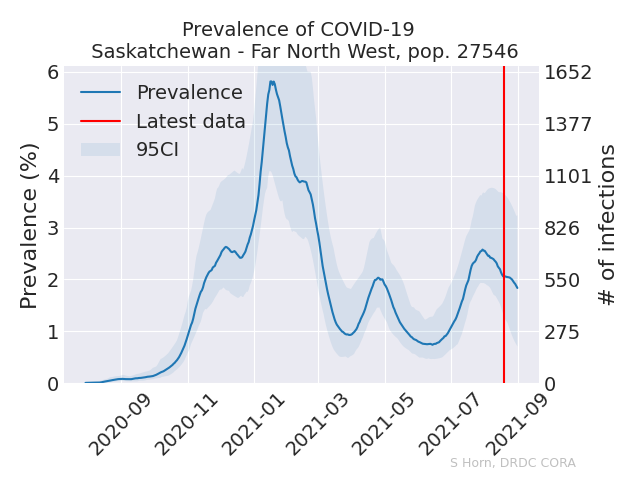 Prevalence of COVID-19
Saskatchewan - Far North West, pop. 27546
Prevalence (%)
6
5
4
3
2
1
0
Prevalence
Latest data
95CI
1652
1377
1101
826
550
275
0
# of infections
2020-09
2020-11
2021-01
2021-03
2021-05
2021-07
2021-09
S Horn, DRDC CORA